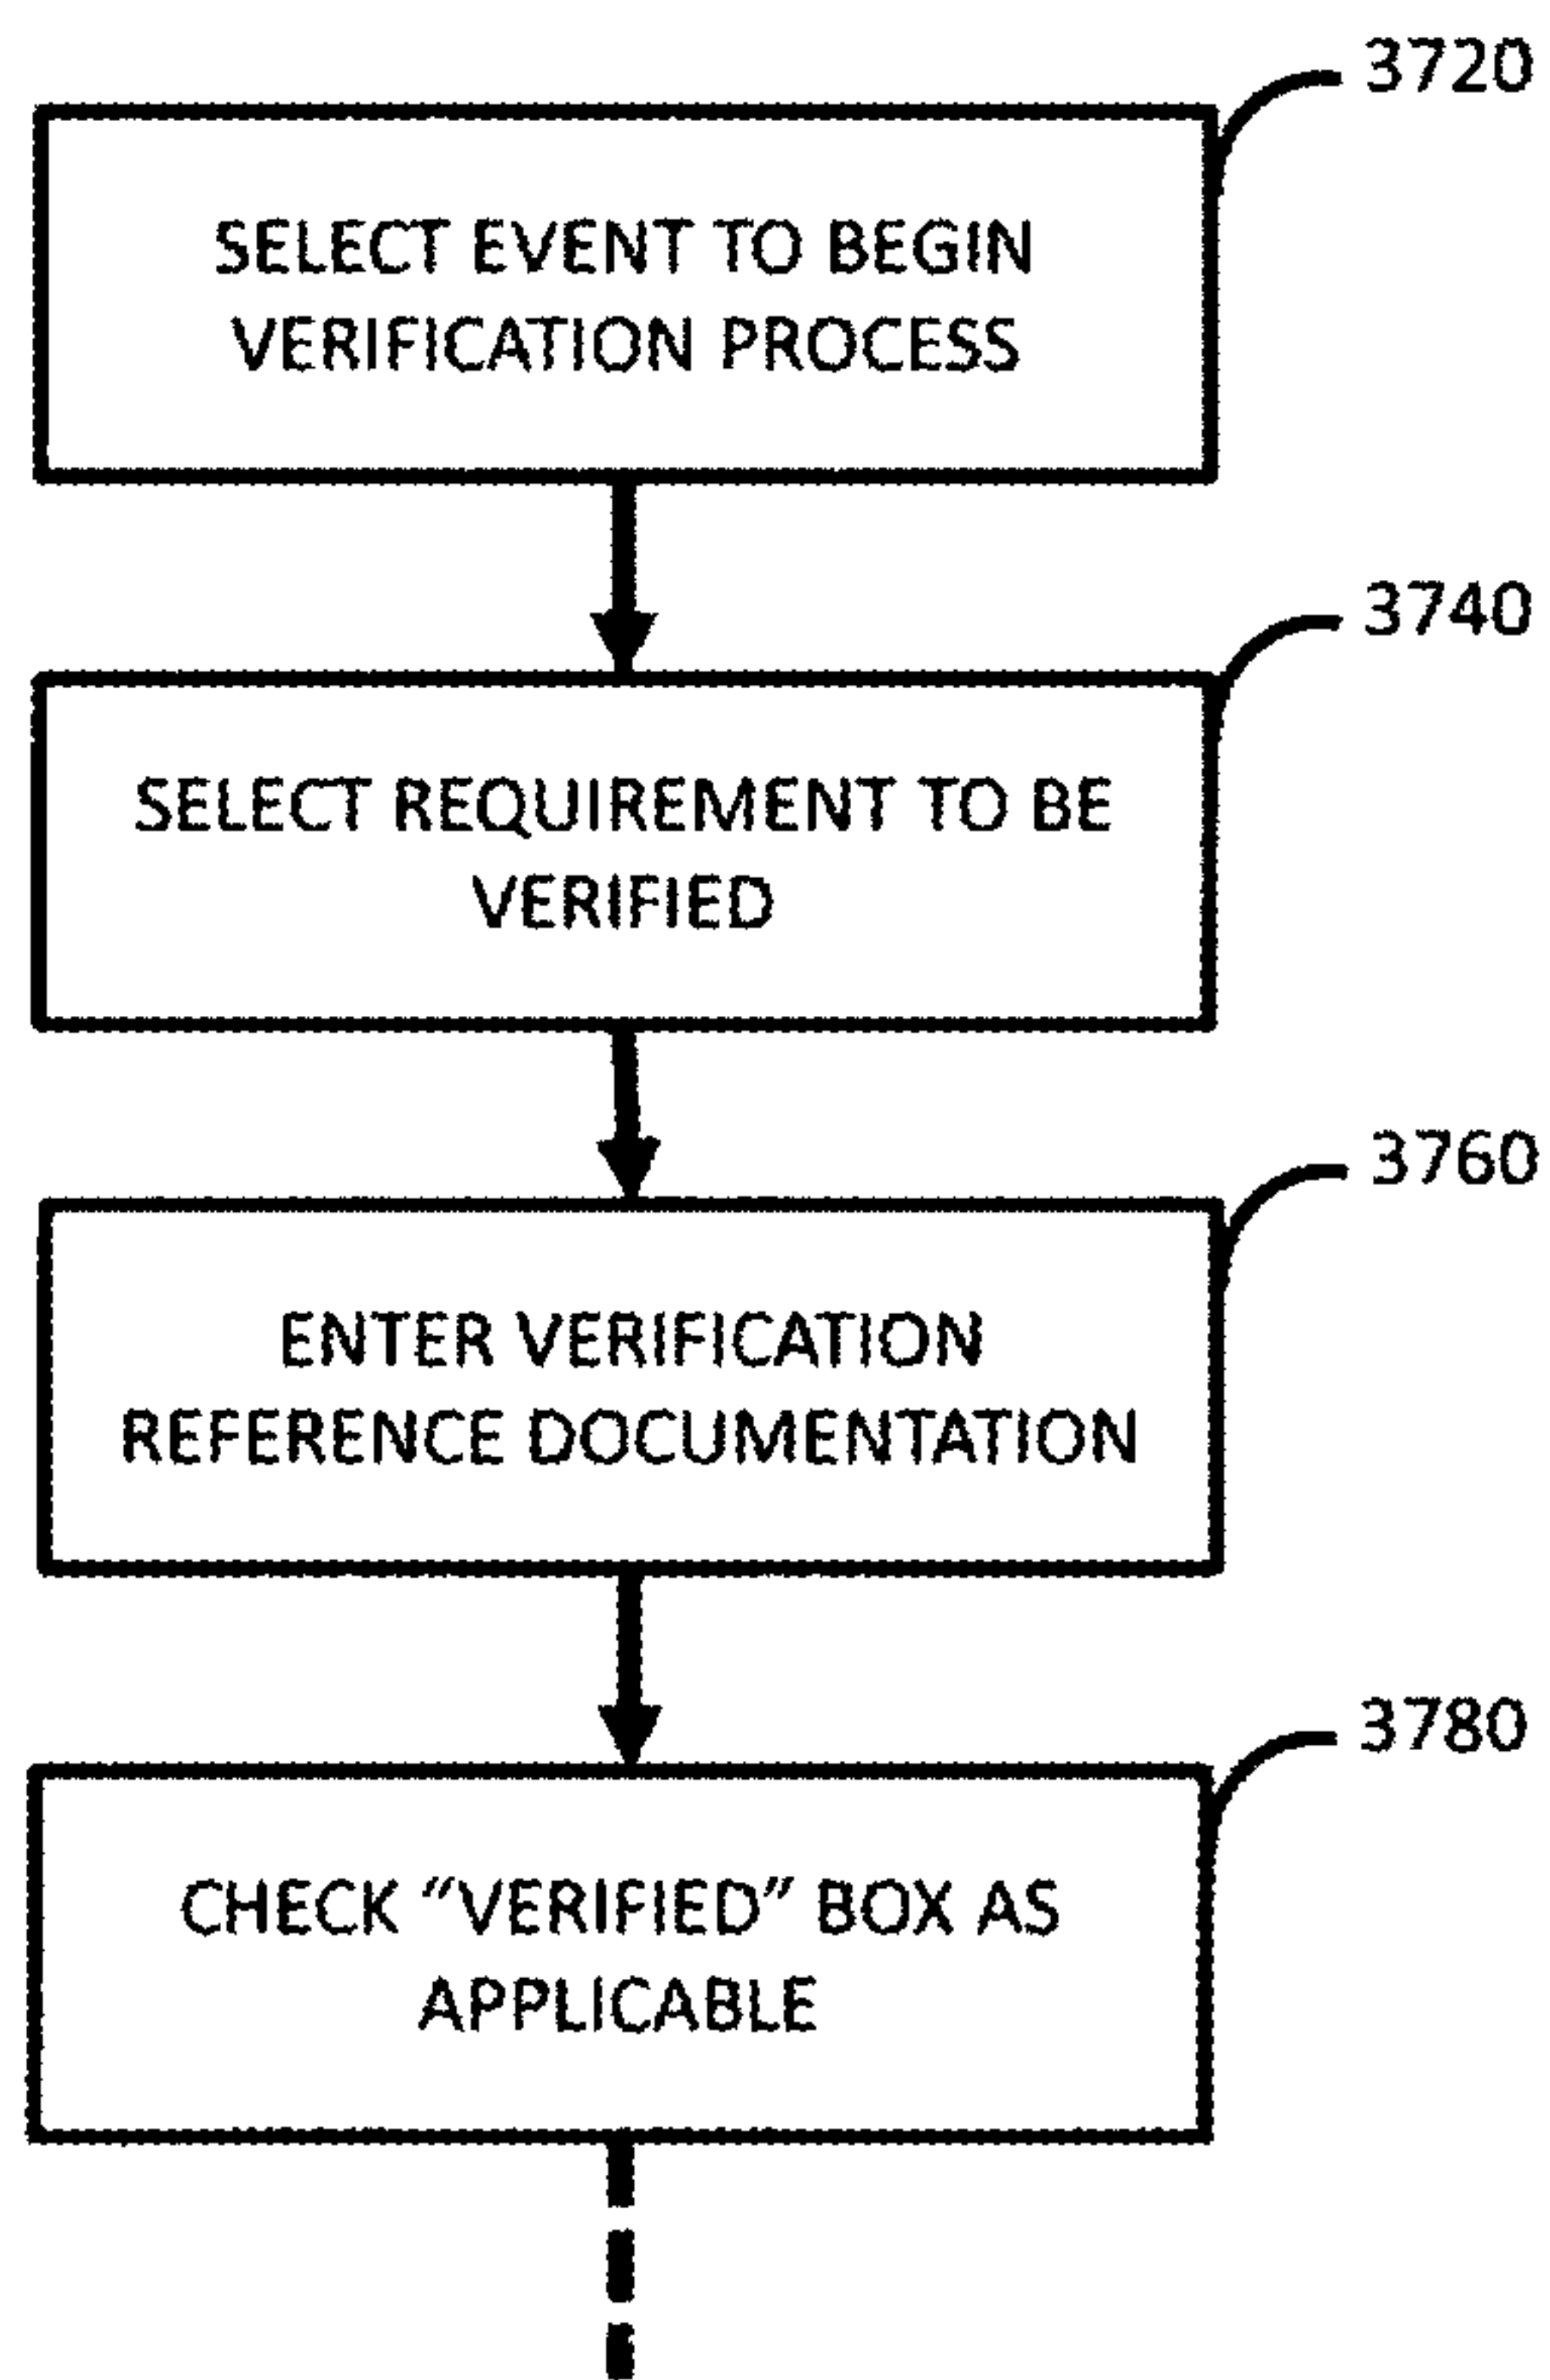 3720
SELECT EVENT TO BEGIN
VERIFICATION PROCESS
3740
SELECT REQUIREMENT TO BE
VERIFIED
3760
ENTER VERIFICATION
REFERENCE DOCUMENTATION
3780
CHECK “VERIFIED” BOX AS
APPLICABLE